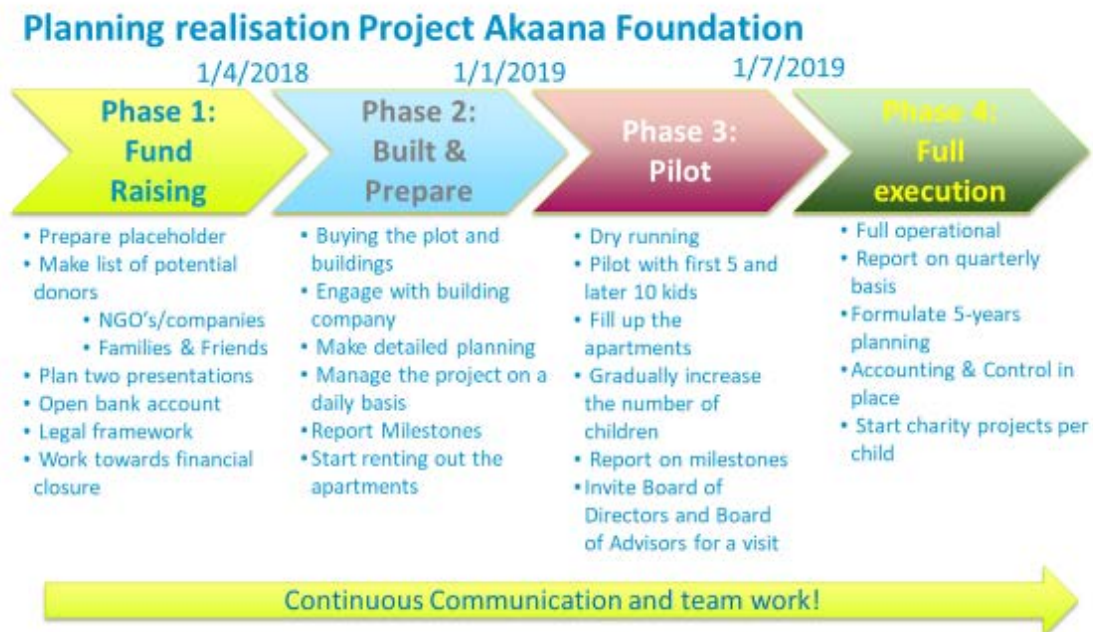 Planning realisation Project Akaana Foundation
1/4/2018
1/1/2019
1/7/2019
Phase 1:
Fund
Raising
Phase 2:
Built &
Prepare
Phase 3:
Pilot
Phase 4:
Full
execution
• Prepare placeholder
• Make list of potential
donors
• NGO's/companies
• Families & Friends
• Plan two presentations
• Open bank account
• Legal framework
• Work towards financial
closure
• Buying the plot and
buildings
• Engage with building
company
• Make detailed planning
• Manage the project on a
daily basis
• Report Milestones
• Start renting out the
apartments
• Dry running
• Pilot with first 5 and
later 10 kids
• Fill up the
apartments
• Gradually increase
the number of
children
• Report on milestones
• Invite Board of
Directors and Board
of Advisors for a visit
• Full operational
• Report on quarterly
basis
• Formulate 5-years
planning
• Accounting & Control in
place
• Start charity projects per
child
Continuous Communication and team work!